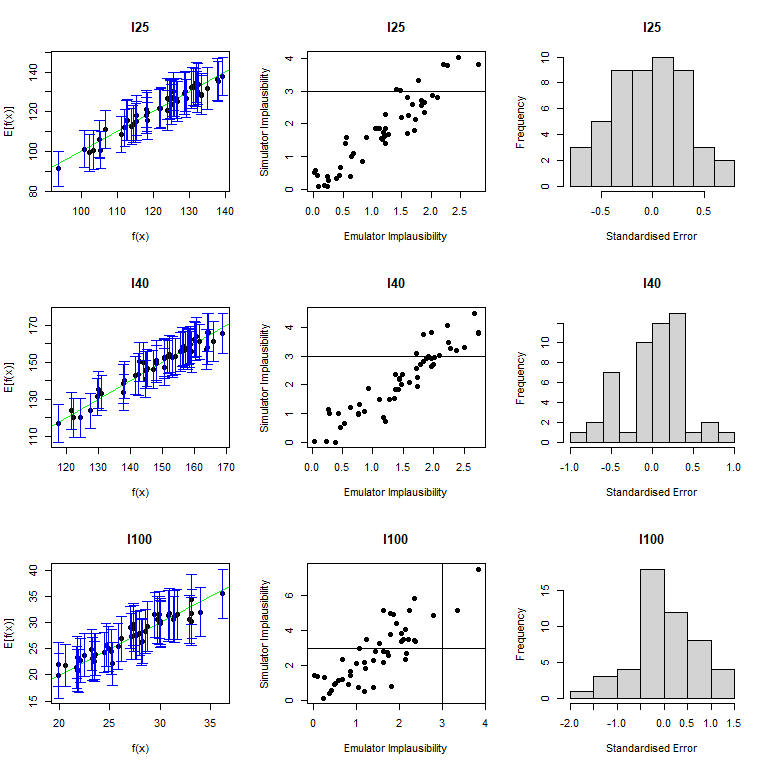 I25 I25 I25
E[f(x)] 80 100 120 140
100 110 120 130 140
f(x)
Simulator Implausibility 0 1 2 3 4
0.0 0.5 1.0 1.5 2.0 2.5
Emulator Implausibility
Frequency 0 2 4 6 8 10
-0.5 0.0 0.5
Standardised Error
I40 I40 I40
E[f(x)] 110 130 150 170
120 130 140 150 160 170
f(x)
Simulator Implausibility 0 1 2 3 4
0.0 0.5 1.0 1.5 2.0 2.5
Emulator Implausibility
Frequency 0 2 4 6 8 10
-1.0 -0.5 0.0 0.5 1.0
Standardised Error
I100 I100 I100
E[f(x)] 15 20 25 30 35 40
20 25 30 35
f(x)
Simulator Implausibility 0 2 4 6
0 1 2 3 4
Emulator Implausibility
Frequency 0 5 10 15
-2.0 -1.0 0.0 0.5 1.0 1.5
Standardised Error